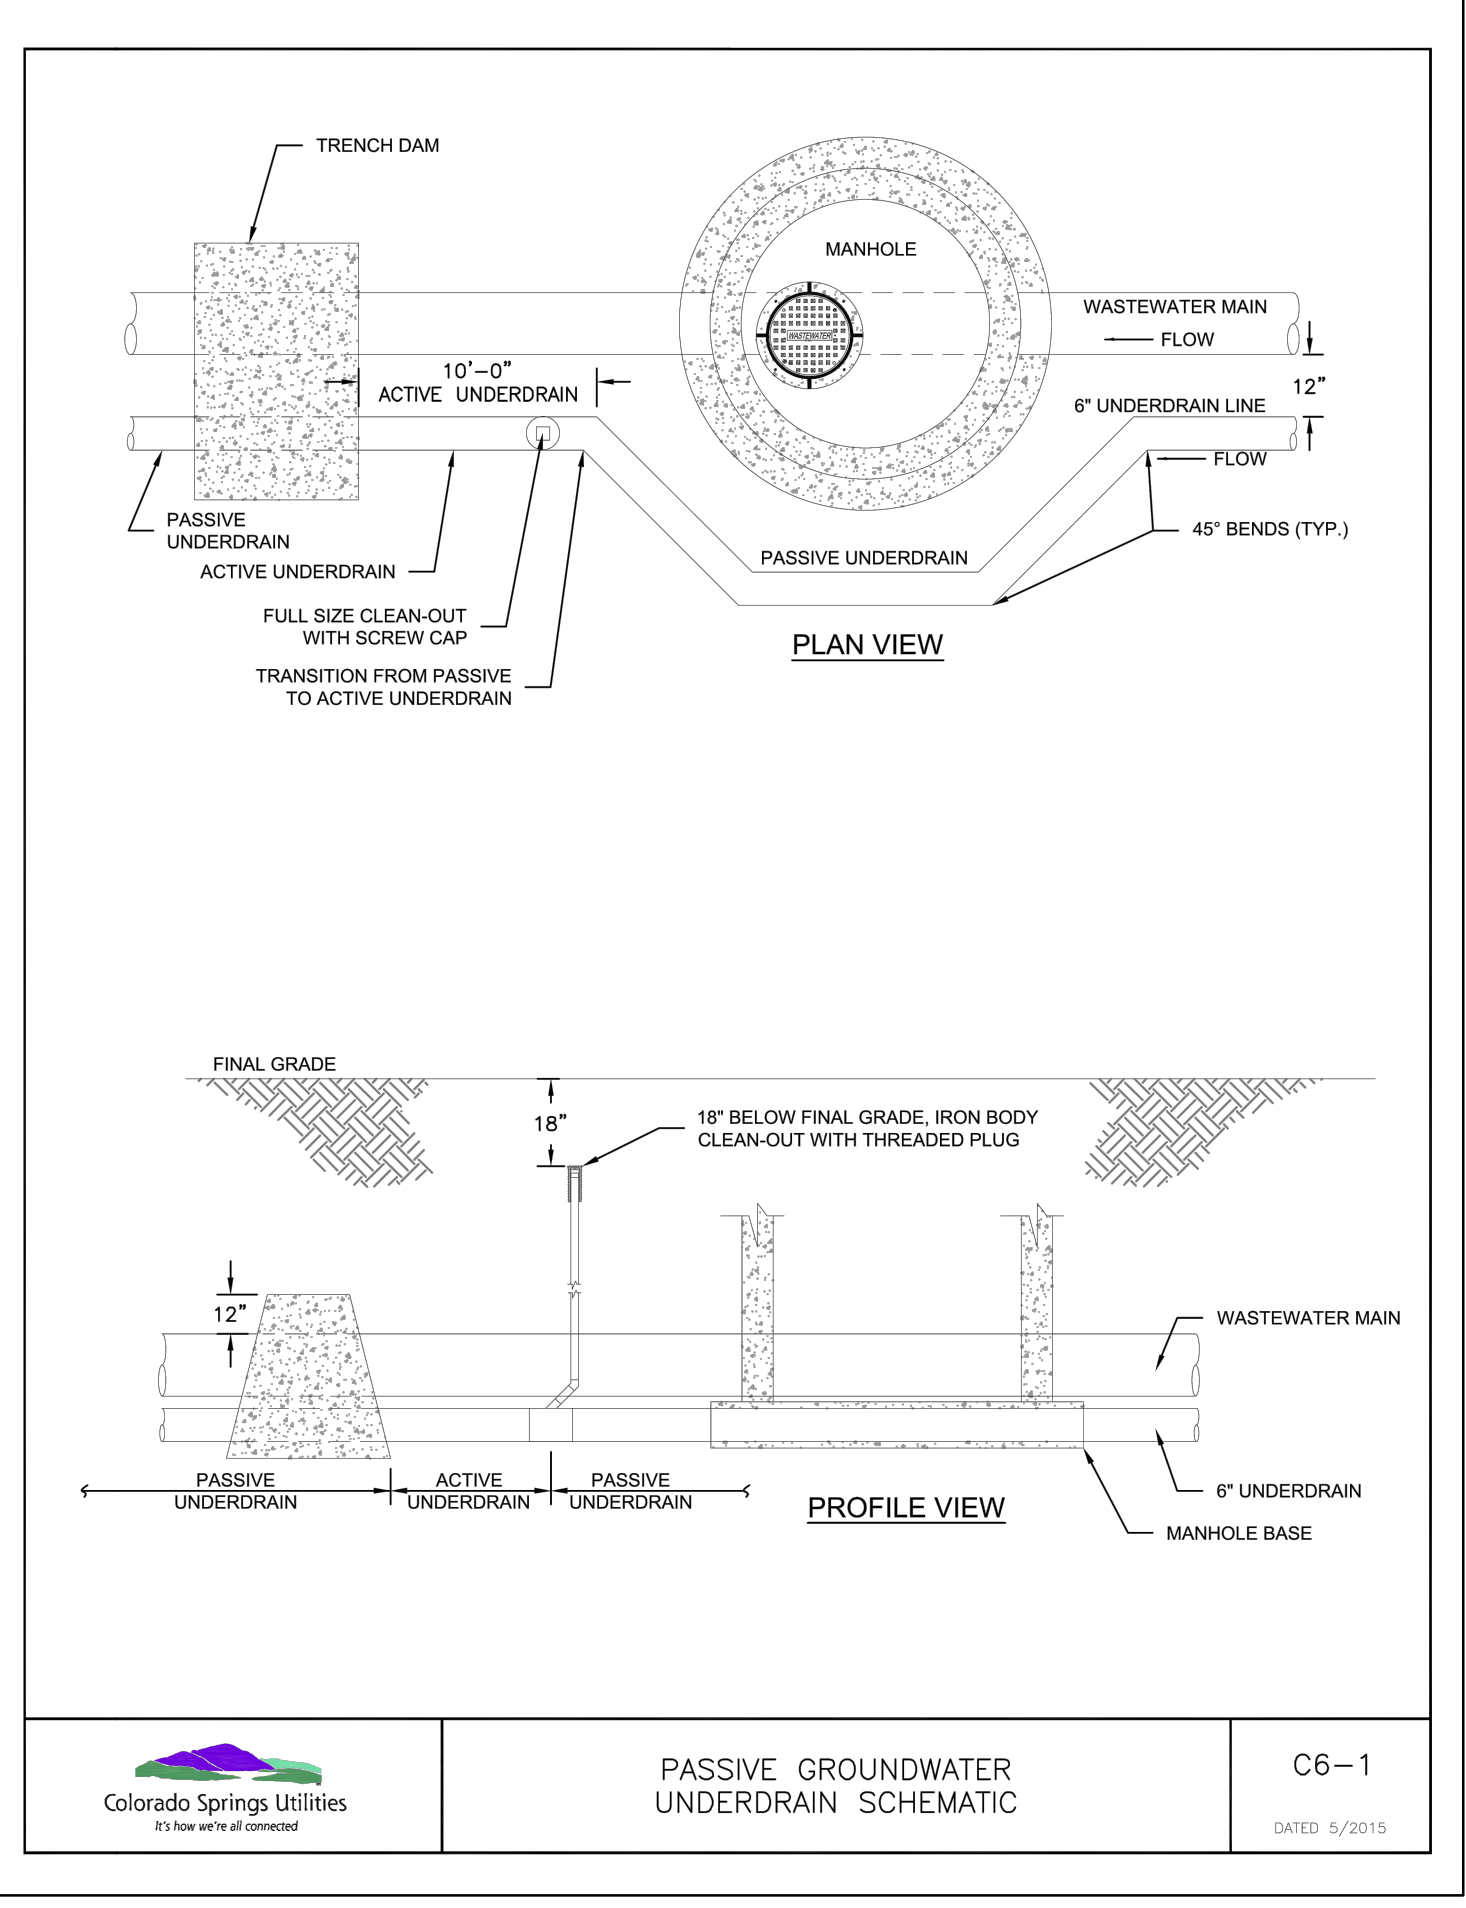 TRENCH DAM
MANHOLE
WASTEWATER MAIN
FLOW
WASTEWATER
10'-0"
ACTIVE UNDERDRAIN
12"
6" UNDERDRAIN LINE
FLOW
PASSIVE
UNDERDRAIN
45° BENDS (TYP.)
PASSIVE UNDERDRAIN
ACTIVE UNDERDRAIN
FULL SIZE CLEAN-OUT
WITH SCREW CAP
PLAN VIEW
TRANSITION FROM PASSIVE
TO ACTIVE UNDERDRAIN
FINAL GRADE
18"
18" BELOW FINAL GRADE, IRON BODY
CLEAN-OUT WITH THREADED PLUG
12"
WASTEWATER MAIN
PASSIVE
UNDERDRAIN
ACTIVE
UNDERDRAIN
PASSIVE
UNDERDRAIN
PROFILE VIEW
6" UNDERDRAIN
MANHOLE BASE
Colorado Springs Utilities
It's how we're all connected
PASSIVE GROUNDWATER
UNDERDRAIN SCHEMATIC
C6-1
DATED 5/2015